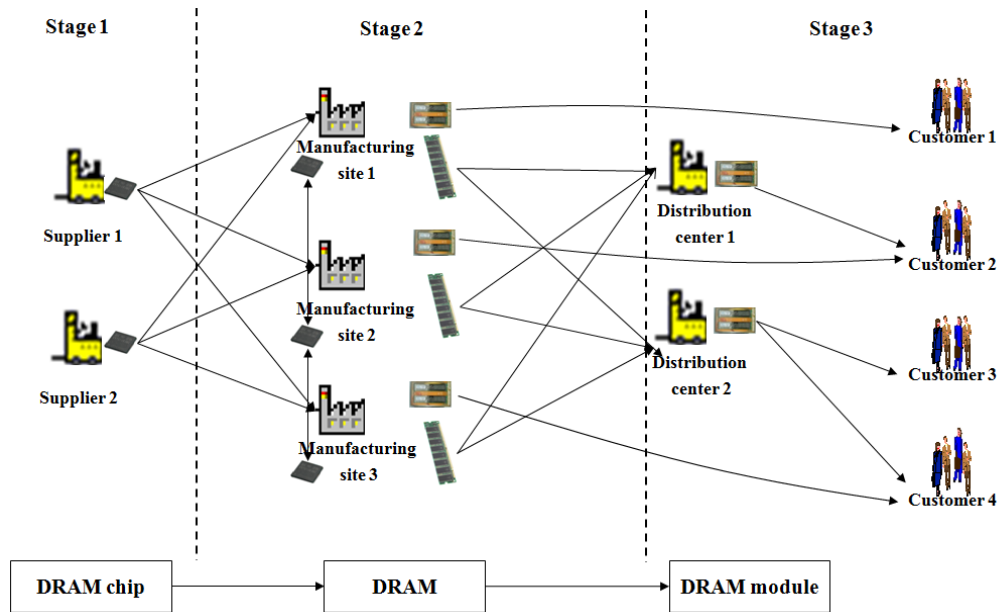 Stage 1
Stage 2
Stage 3
Customer 1
Manufacturing
site 1
Supplier 1
Distribution
center 1
Customer 2
Manufacturing
site 2
Supplier 2
Distribution
center 2
Customer 3
Manufacturing
site 3
Customer 4
DRAM chip
DRAM
DRAM module